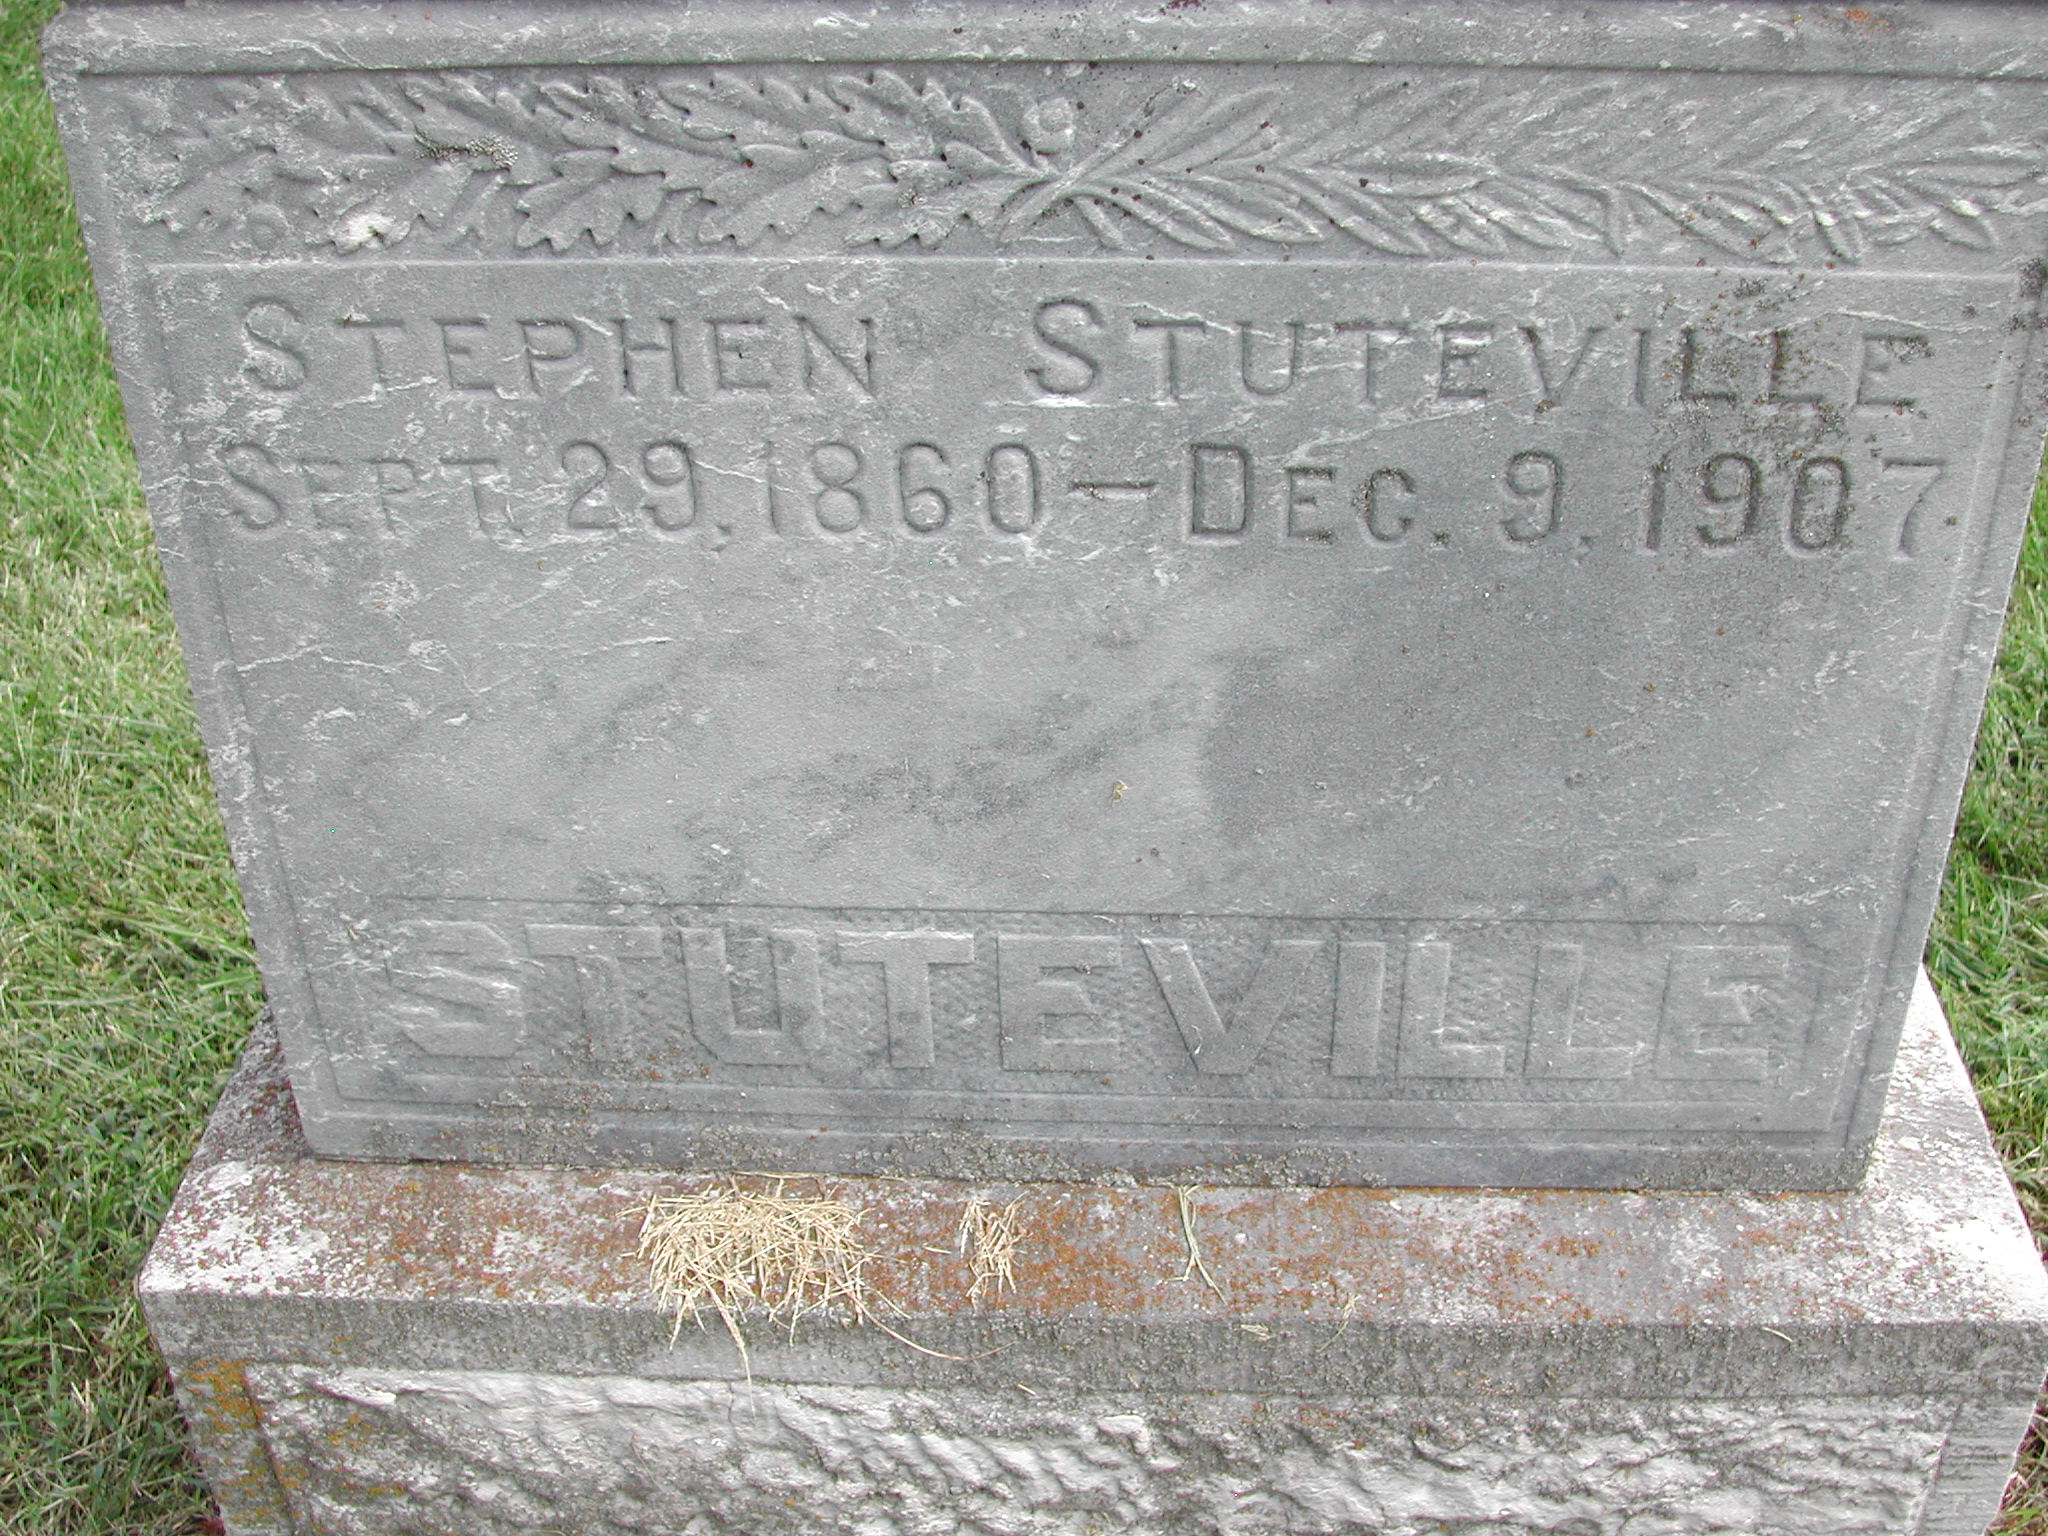 STEPHEN STUTEVILLE.
SEPT. 29, 1860 — DEC. 9, 1907.
STUTEVILLE